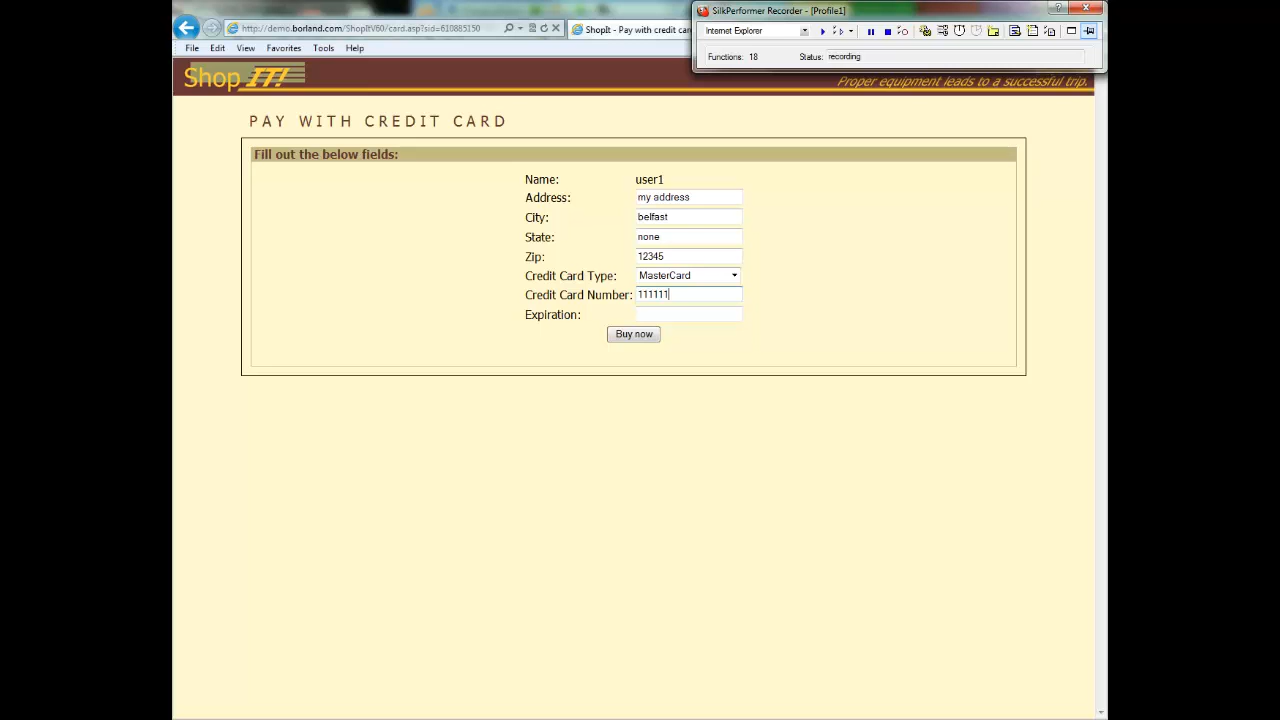 SilkPerformer Recorder - [Profile1]
Internet Explorer
Functions: 18 Status: recording
http://demo.borland.com/ShopItV60/card.asp?sid=610885150
ShopIt - Pay with credit card
File Edit View Favorites Tools Help
Shop IT!
Proper equipment leads to a successful trip.
PAY WITH CREDIT CARD
Fill out the below fields:
Name: user1
Address: my address
City: belfast
State: none
Zip: 12345
Credit Card Type: MasterCard
Credit Card Number: 111111
Expiration:
Buy now